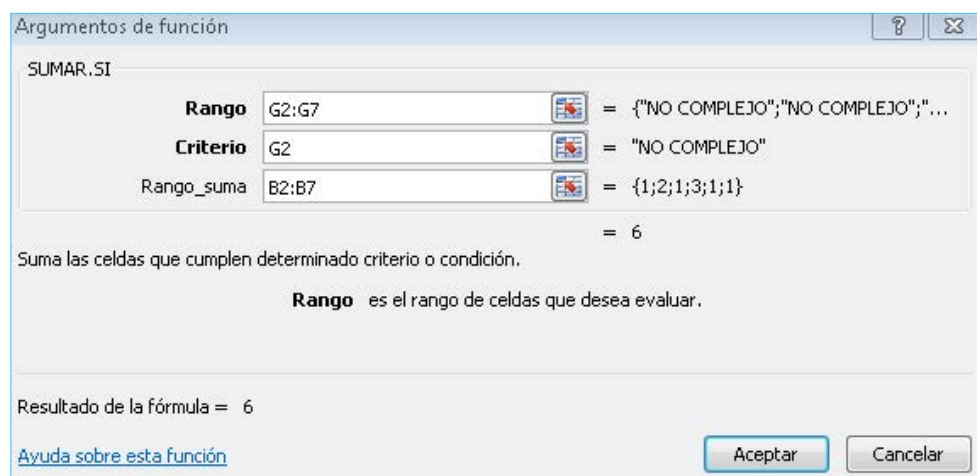 Argumentos de función
SUMAR.SI
Rango G2:G7 = {"NO COMPLEJO";"NO COMPLEJO";"...
Criterio G2 = "NO COMPLEJO"
Rango_suma B2:B7 = {1;2;1;3;1;1}
= 6
Suma las celdas que cumplen determinado criterio o condición.
Rango es el rango de celdas que desea evaluar.
Resultado de la fórmula = 6
Ayuda sobre esta función Aceptar Cancelar